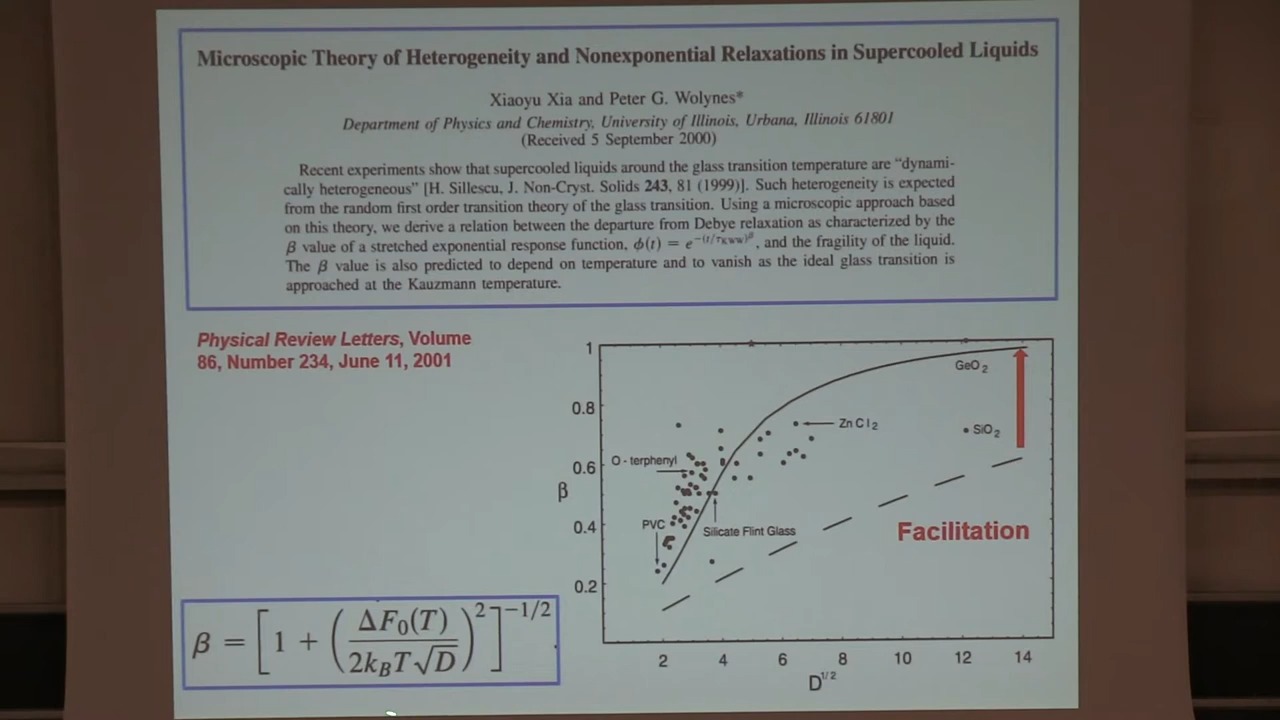 Microscopic Theory of Heterogeneity and Nonexponential Relaxations in Supercooled Liquids
Xiaoyu Xia and Peter G. Wolynes*
Department of Physics and Chemistry, University of Illinois, Urbana, Illinois 61801
(Received 5 September 2000)
Recent experiments show that supercooled liquids around the glass transition temperature are “dynami-
cally heterogeneous” [H. Sillescu, J. Non-Cryst. Solids 243, 81 (1999)]. Such heterogeneity is expected
from the random first order transition theory of the glass transition. Using a microscopic approach based
on this theory, we derive a relation between the departure from Debye relaxation as characterized by the
β value of a stretched exponential response function, ϕ(t) = e^{−(t/τ_{KWW})^β}, and the fragility of the liquid.
The β value is also predicted to depend on temperature and to vanish as the ideal glass transition is
approached at the Kauzmann temperature.
Physical Review Letters, Volume
86, Number 234, June 11, 2001
β = [1 + (ΔF₀(T) / 2k_BT√D)²]^{−1/2}
1
0.8
0.6
0.4
0.2
β
GeO₂
ZnCl₂
SiO₂
O - terphenyl
PVC
Silicate Flint Glass
Facilitation
2 4 6 8 10 12 14
D^{1/2}